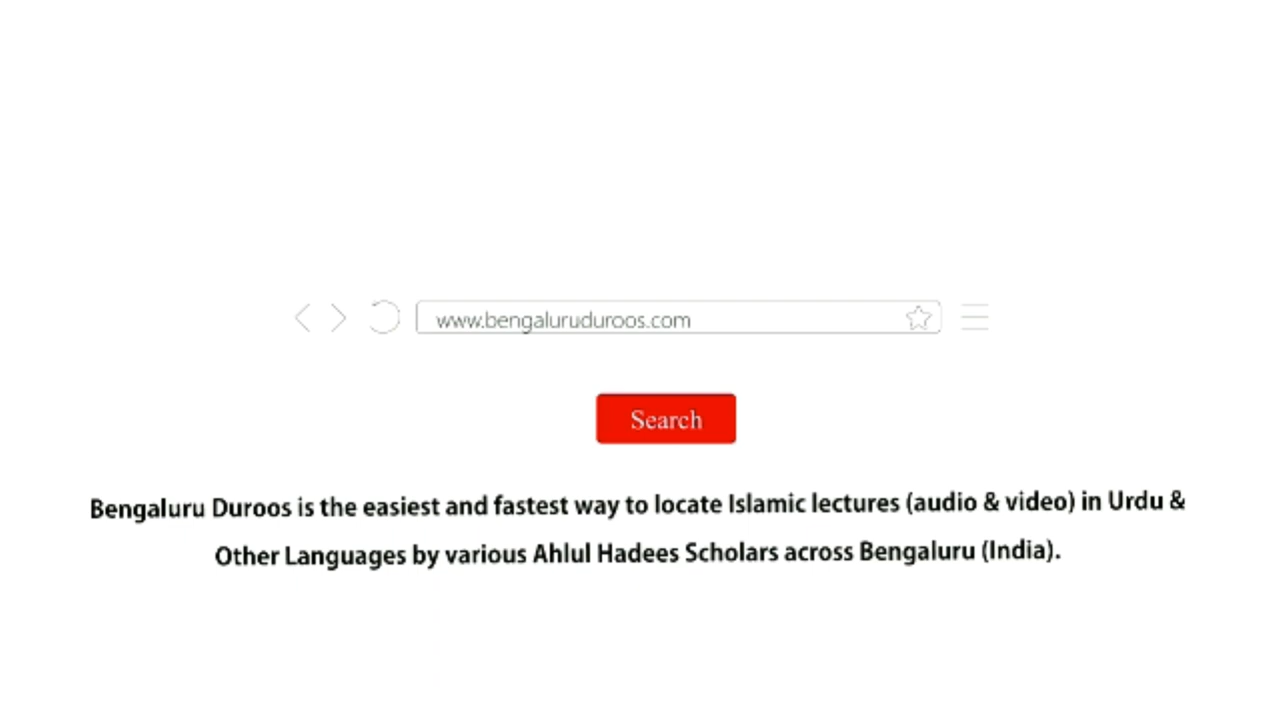 www.bengaluruduroos.com
Search
Bengaluru Duroos is the easiest and fastest way to locate Islamic lectures (audio & video) in Urdu &
Other Languages by various Ahlul Hadees Scholars across Bengaluru (India).